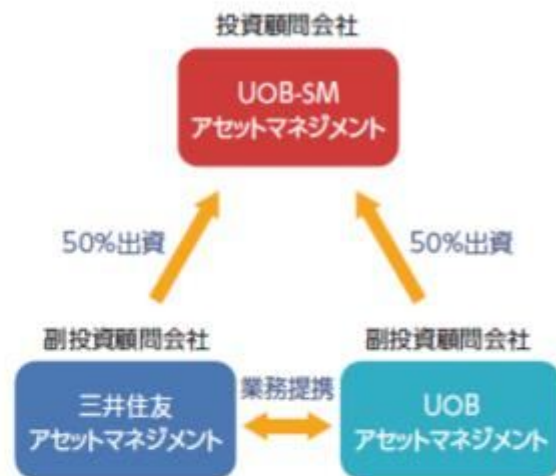 投資顧問会社
UOB-SM
アセットマネジメント
50%出資
50%出資
副投資顧問会社
副投資顧問会社
三井住友
アセットマネジメント
業務提携
UOB
アセットマネジメント